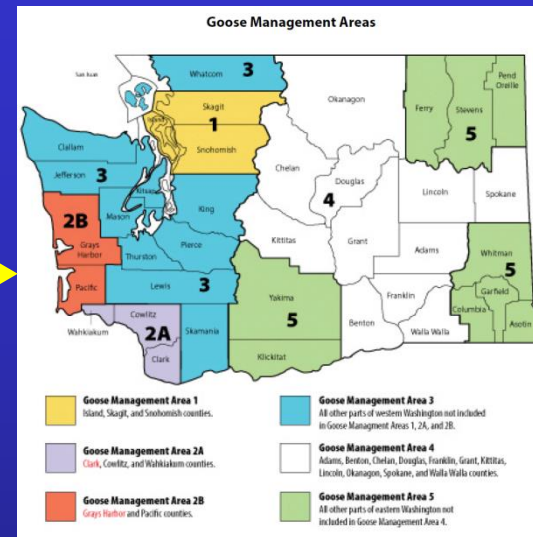 Goose Management Areas
San Juan
Whatcom
3
Okanogan
Pend
Oreille
Ferry
Stevens
5
Skagit
Island
1
Snohomish
Clallam
Jefferson
3
Chelan
Douglas
4
Lincoln
Spokane
Kitsap
King
2B
Mason
Grays
Harbor
Pierce
Kittitas
Grant
Adams
Whitman
5
Thurston
Pacific
Lewis
3
Yakima
5
Franklin
Garfield
Columbia
Asotin
Cowlitz
Wahkiakum
2A
Skamania
Benton
Walla Walla
Clark
Klickitat
Goose Management Area 1
Island, Skagit, and Snohomish counties.
Goose Management Area 2A
Clark, Cowlitz, and Wahkiakum counties.
Goose Management Area 2B
Grays Harbor and Pacific counties.
Goose Management Area 3
All other parts of western Washington not included
in Goose Managment Areas 1, 2A, and 2B.
Goose Management Area 4
Adams, Benton, Chelan, Douglas, Franklin, Grant, Kittitas,
Lincoln, Okanogan, Spokane, and Walla Walla counties.
Goose Management Area 5
All other parts of eastern Washington not
included in Goose Management Area 4.